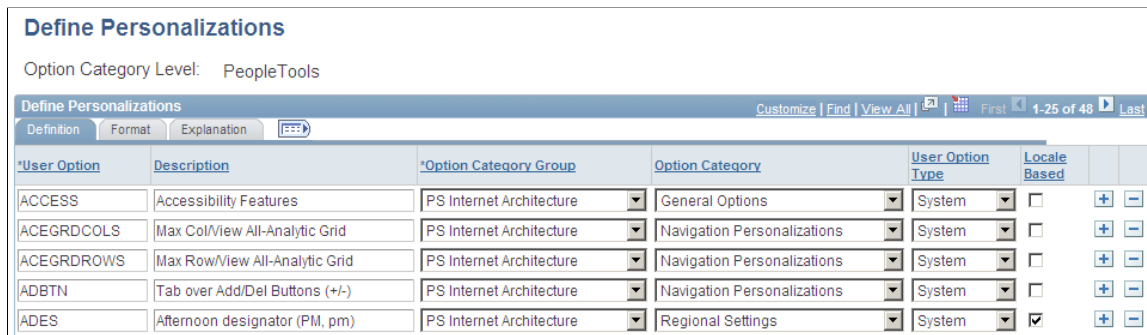 Define Personalizations
Option Category Level: PeopleTools
Define Personalizations Customize | Find | View All | | First 1-25 of 48 Last
Definition Format Explanation
*User Option Description *Option Category Group Option Category User Option Type Locale Based
ACCESS Accessibility Features PS Internet Architecture General Options System
ACEGRDCOLS Max Col/View All-Analytic Grid PS Internet Architecture Navigation Personalizations System
ACEGRDROWS Max Row/View All-Analytic Grid PS Internet Architecture Navigation Personalizations System
ADBTN Tab over Add/Del Buttons (+/-) PS Internet Architecture Navigation Personalizations System
ADES Afternoon designator (PM, pm) PS Internet Architecture Regional Settings System